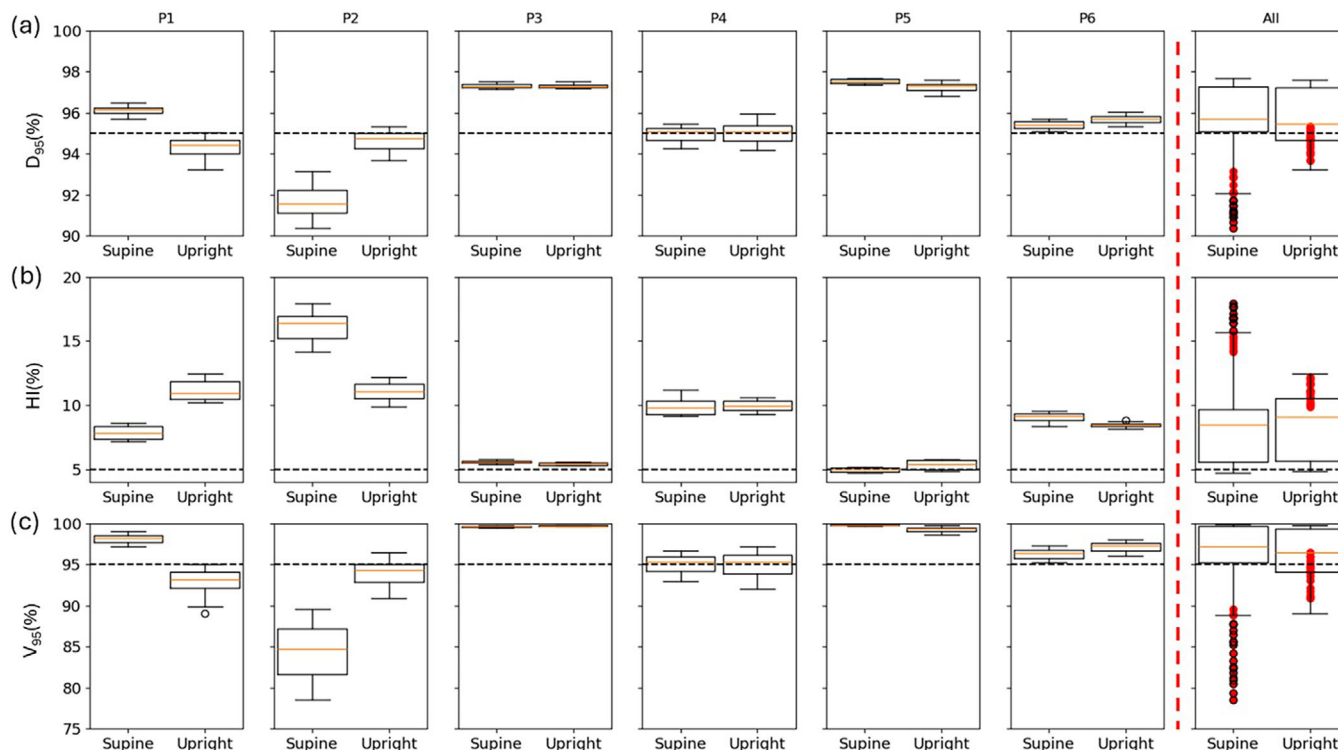 (a) P1 P2 P3 P4 P5 P6 All
100
98
96
94
92
90
D95(%)
Supine Upright Supine Upright Supine Upright Supine Upright Supine Upright Supine Upright Supine Upright
(b)
20
15
10
5
HI(%)
Supine Upright Supine Upright Supine Upright Supine Upright Supine Upright Supine Upright Supine Upright
(c)
100
95
90
85
80
75
V95(%)
Supine Upright Supine Upright Supine Upright Supine Upright Supine Upright Supine Upright Supine Upright